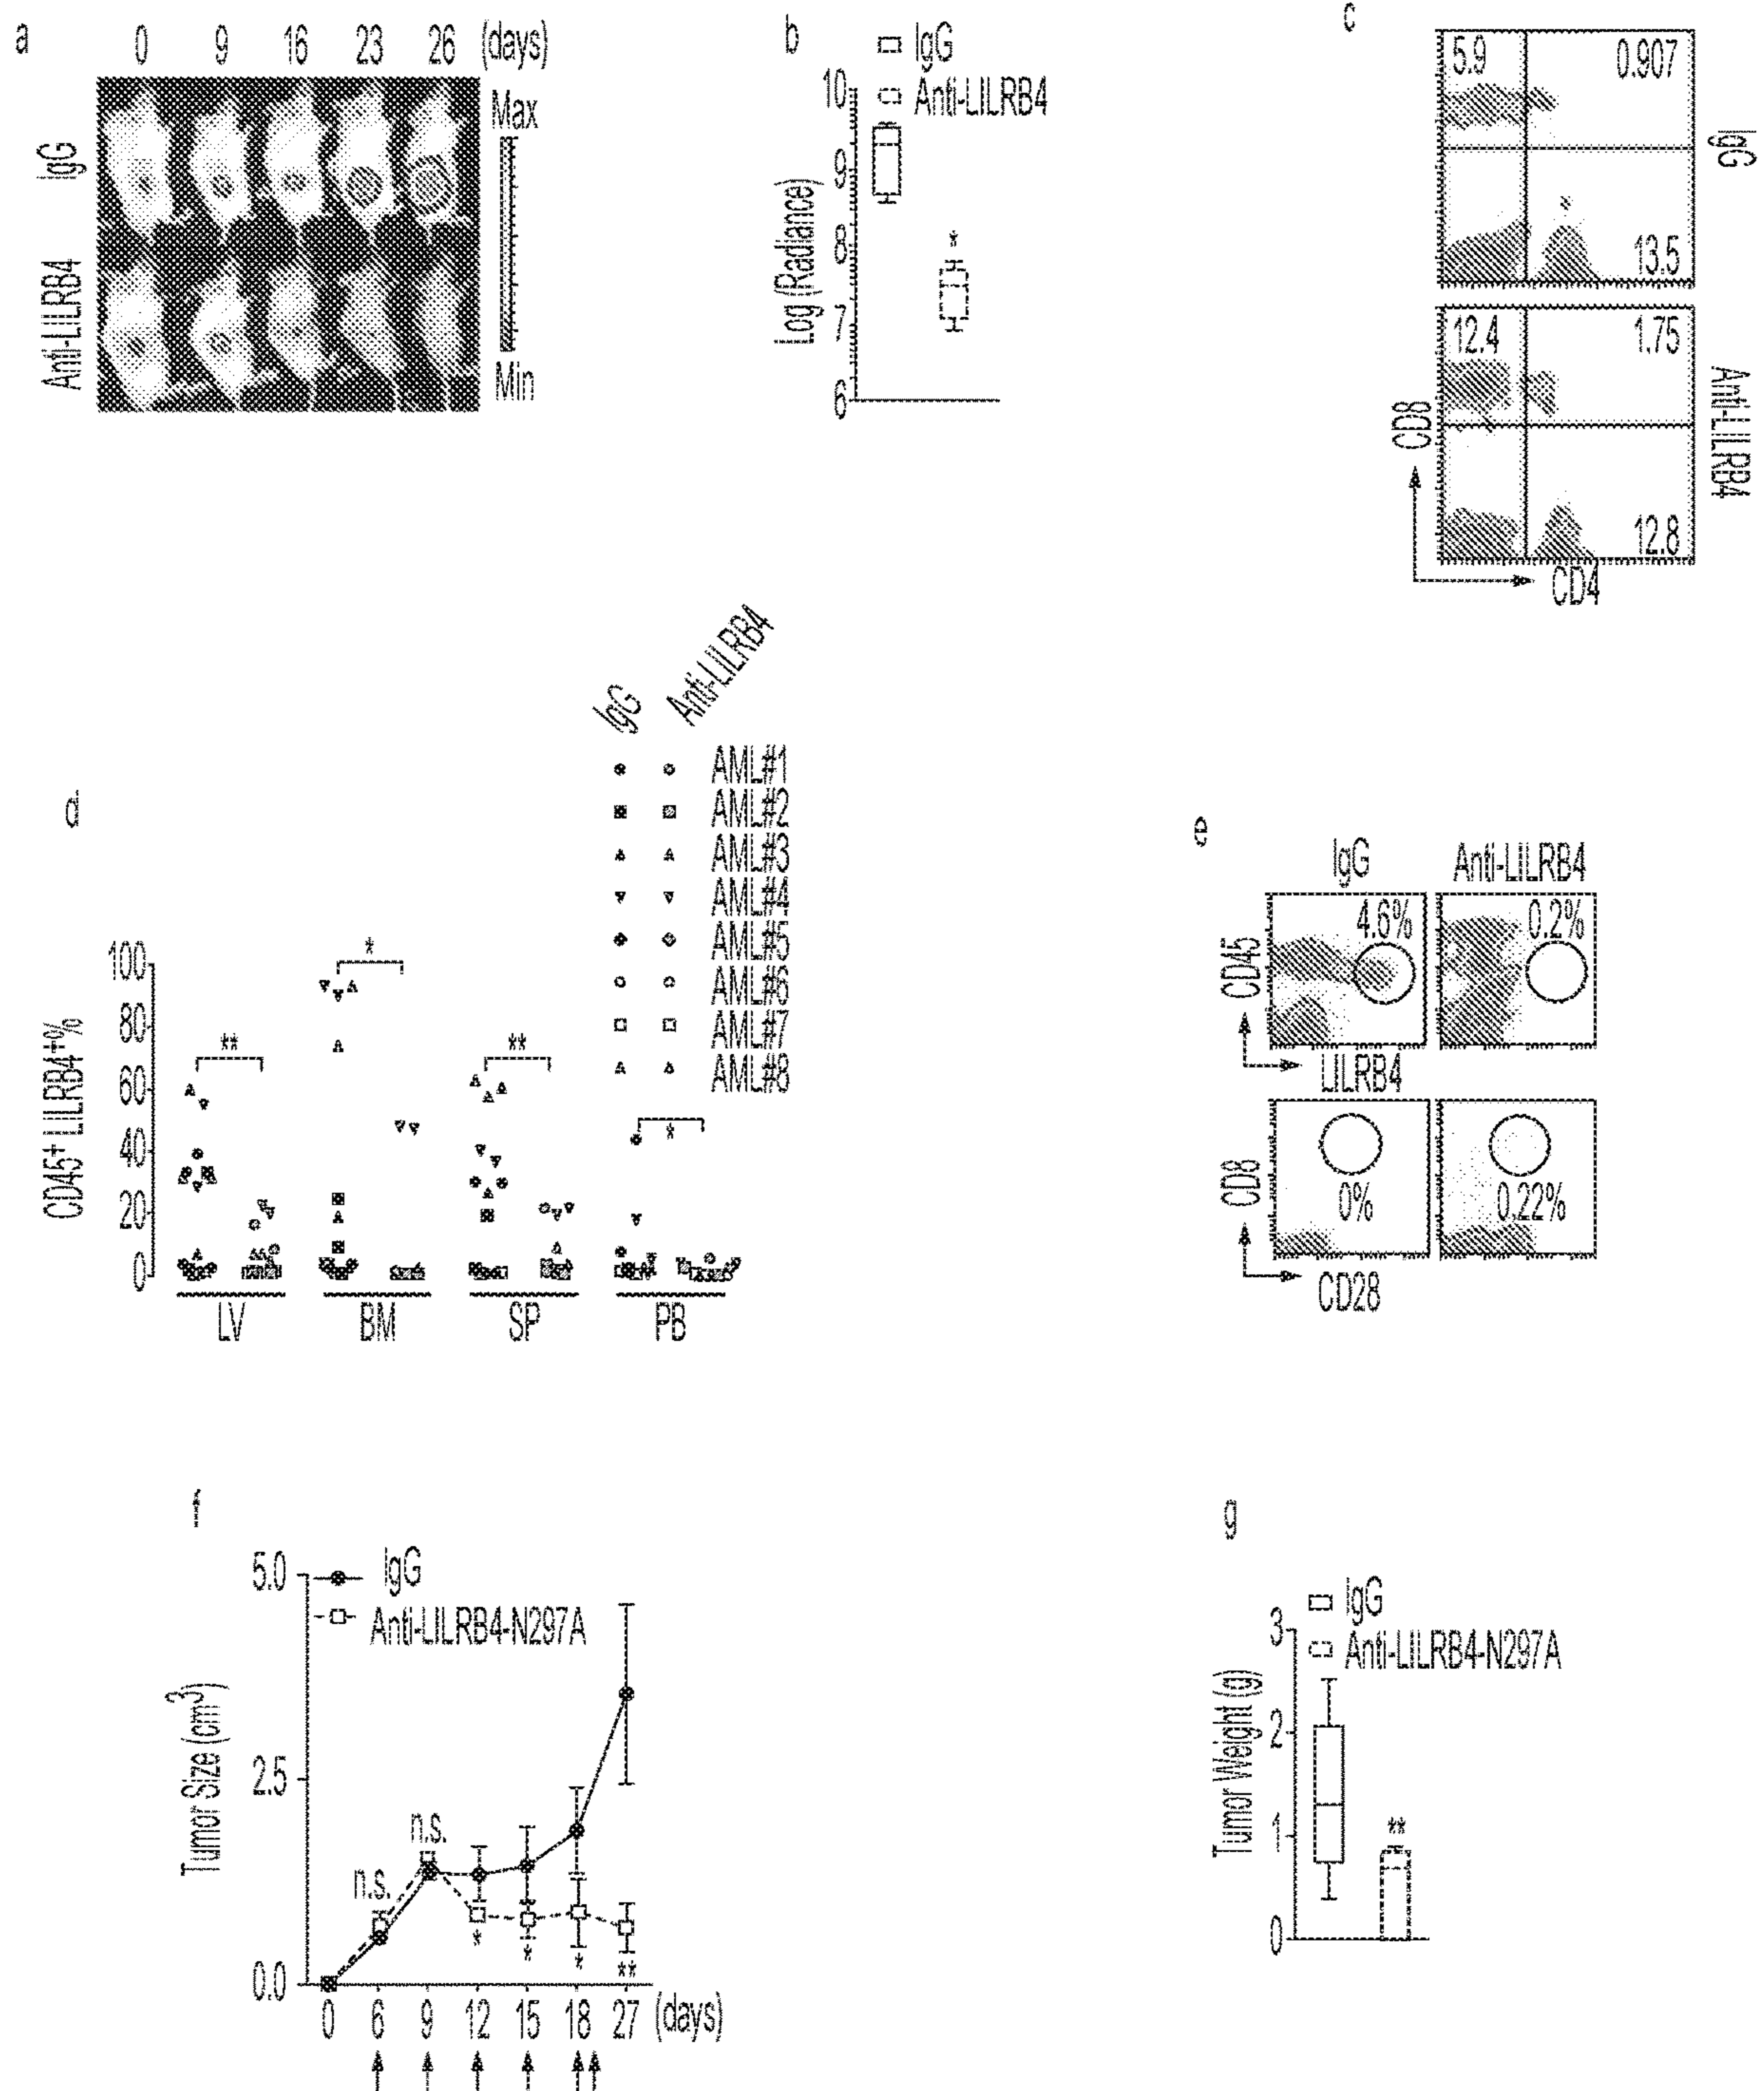 a
0 9 16 23 26 (days)
IgG
Anti-LILRB4
Max
Min
b
IgG
Anti-LILRB4
Log (Radiance)
10
9
8
7
6
*
c
5.9 0.907
13.5
IgG
12.4 1.75
12.8
Anti-LILRB4
CD8
CD4
d
IgG Anti-LILRB4
AML#1
AML#2
AML#3
AML#4
AML#5
AML#6
AML#7
AML#8
CD45+ LILRB4+%
100
80
60
40
20
0
** * ** *
LV BM SP PB
e
IgG Anti-LILRB4
4.6% 0.2%
CD45
LILRB4
0% 0.22%
CD8
CD28
f
IgG
Anti-LILRB4-N297A
Tumor Size (cm3)
5.0
2.5
0.0
n.s. n.s. * * * **
0 6 9 12 15 18 27 (days)
g
IgG
Anti-LILRB4-N297A
Tumor Weight (g)
3
2
1
0
**